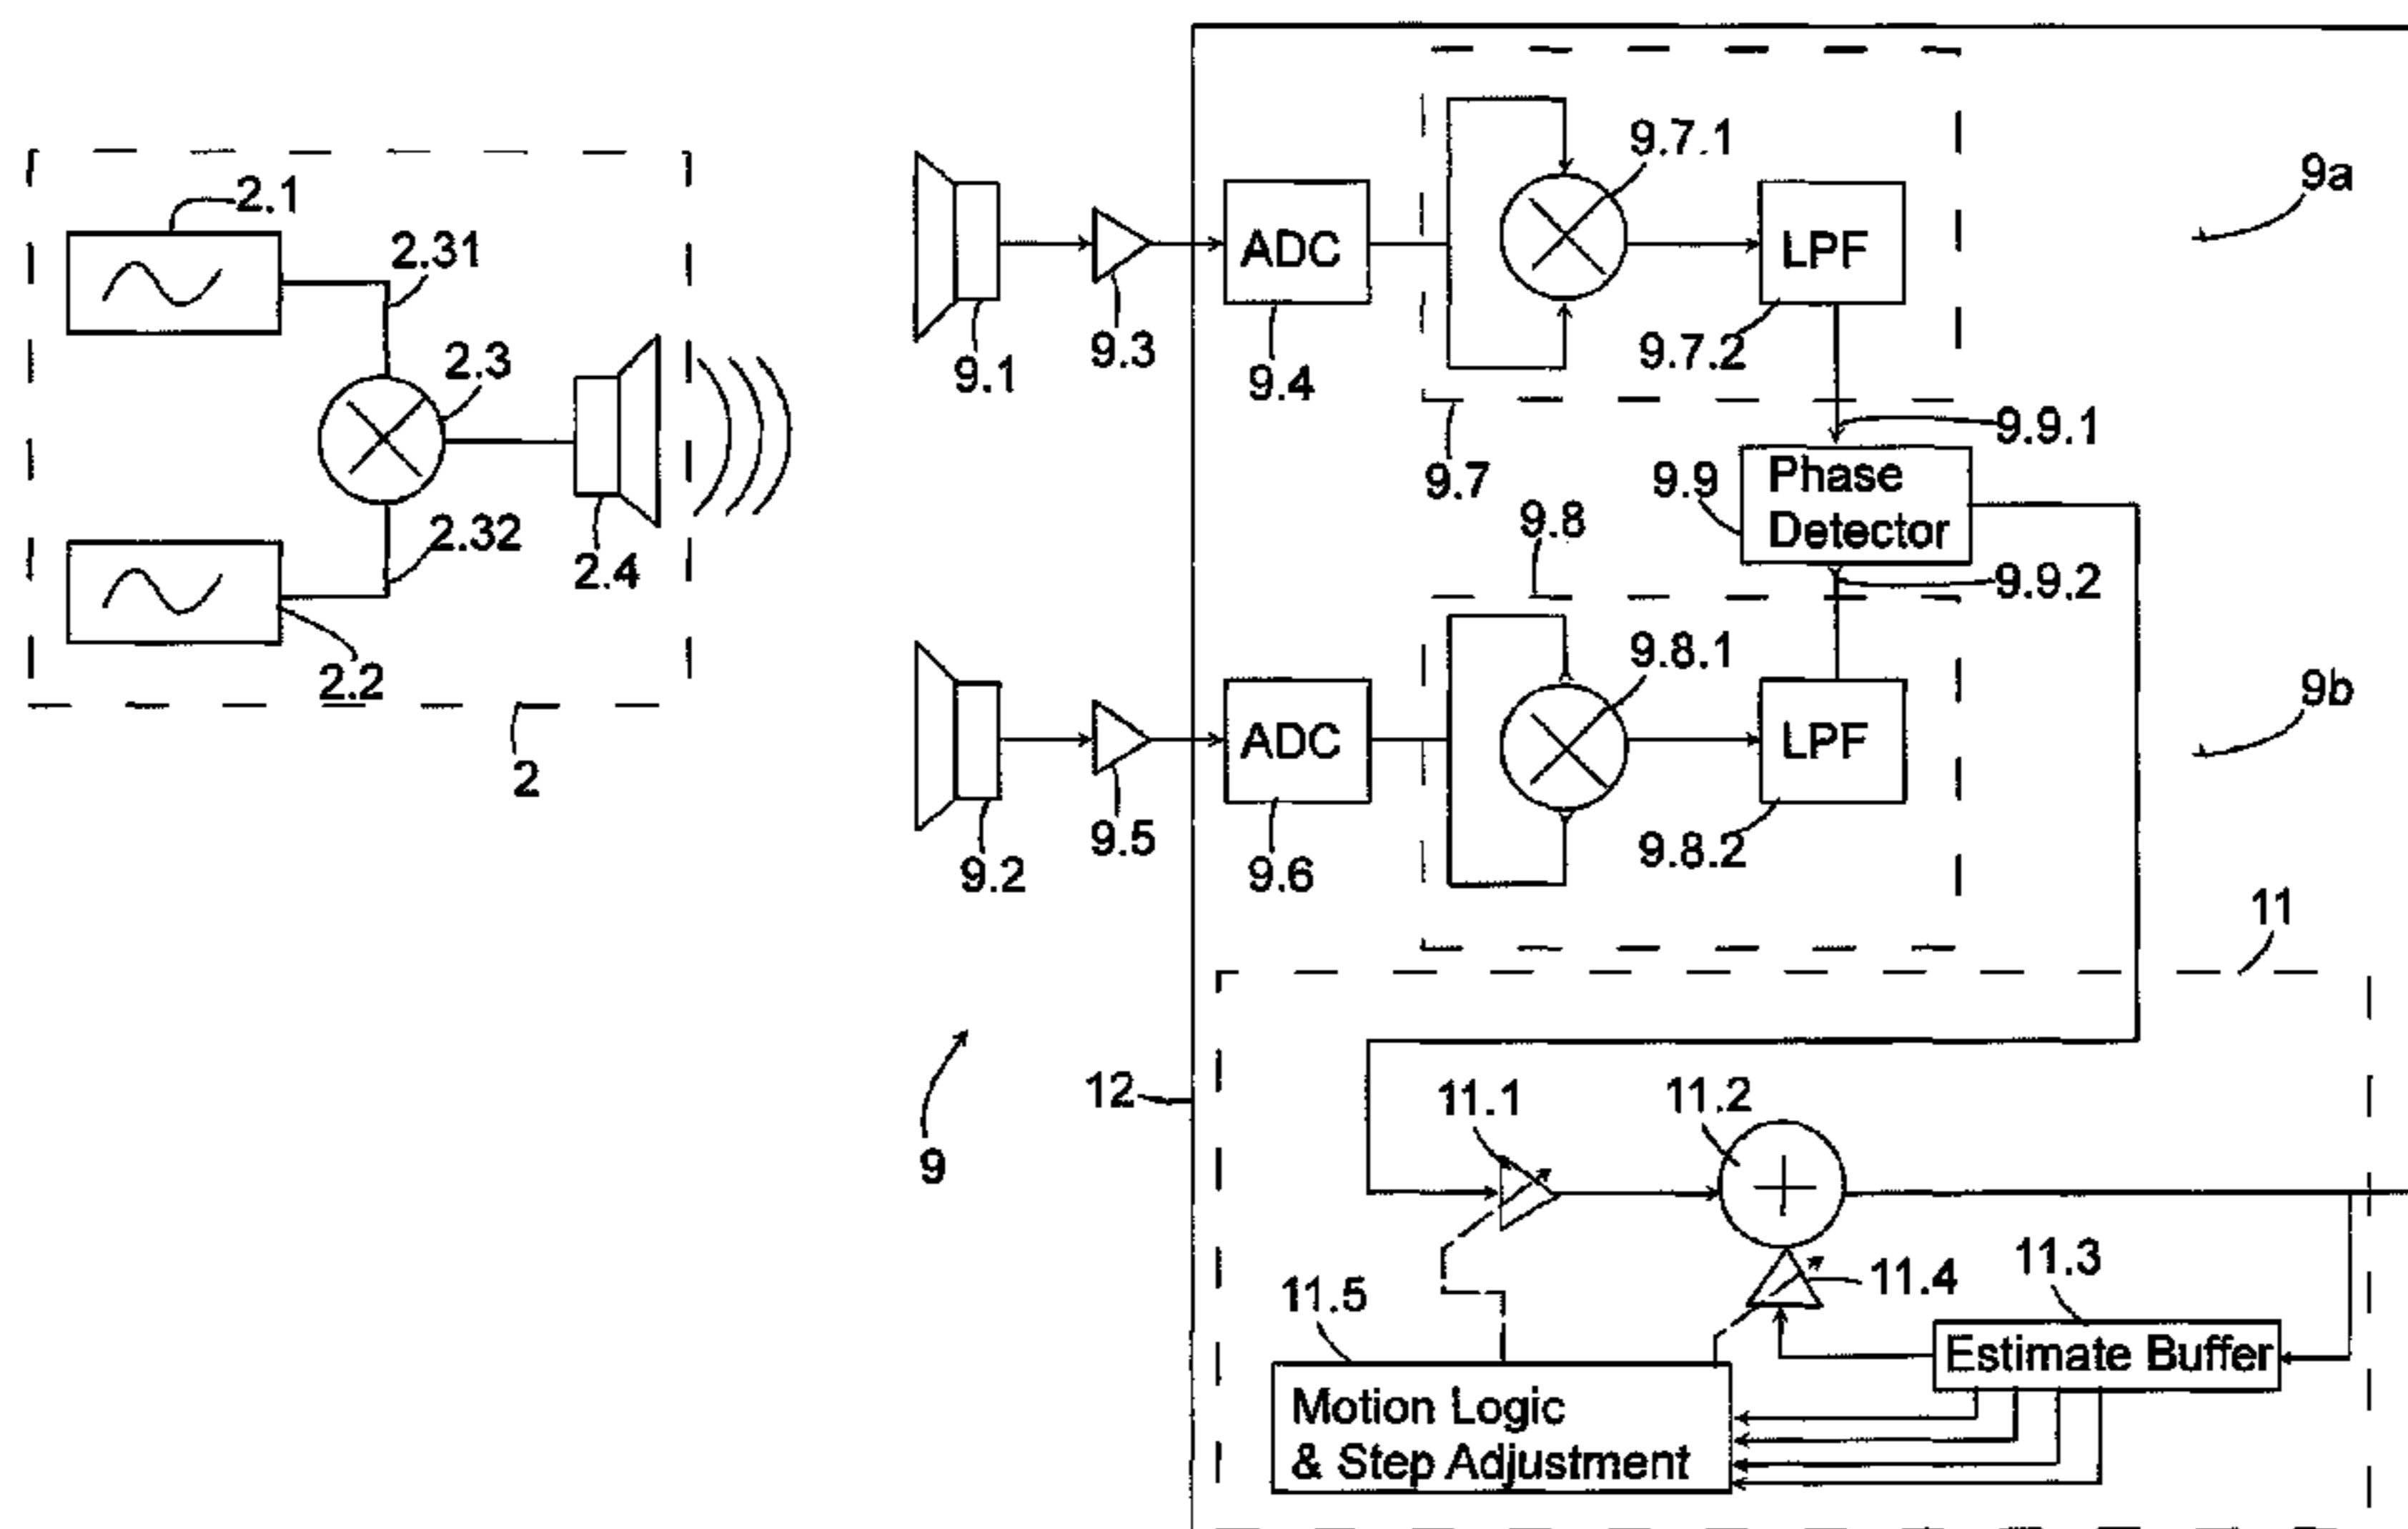 2.1
2.31
2.3
2.32
2.4
2.2
2
9.1
9.3
ADC
9.4
9.7.1
LPF
9.7.2
9.7
9a
9.9.1
9.9
Phase
Detector
9.9.2
9.8
9.8.1
9b
9.2
9.5
ADC
9.6
LPF
9.8.2
11
9
12
11.1
11.2
11.4
11.3
11.5
Estimate Buffer
Motion Logic
& Step Adjustment